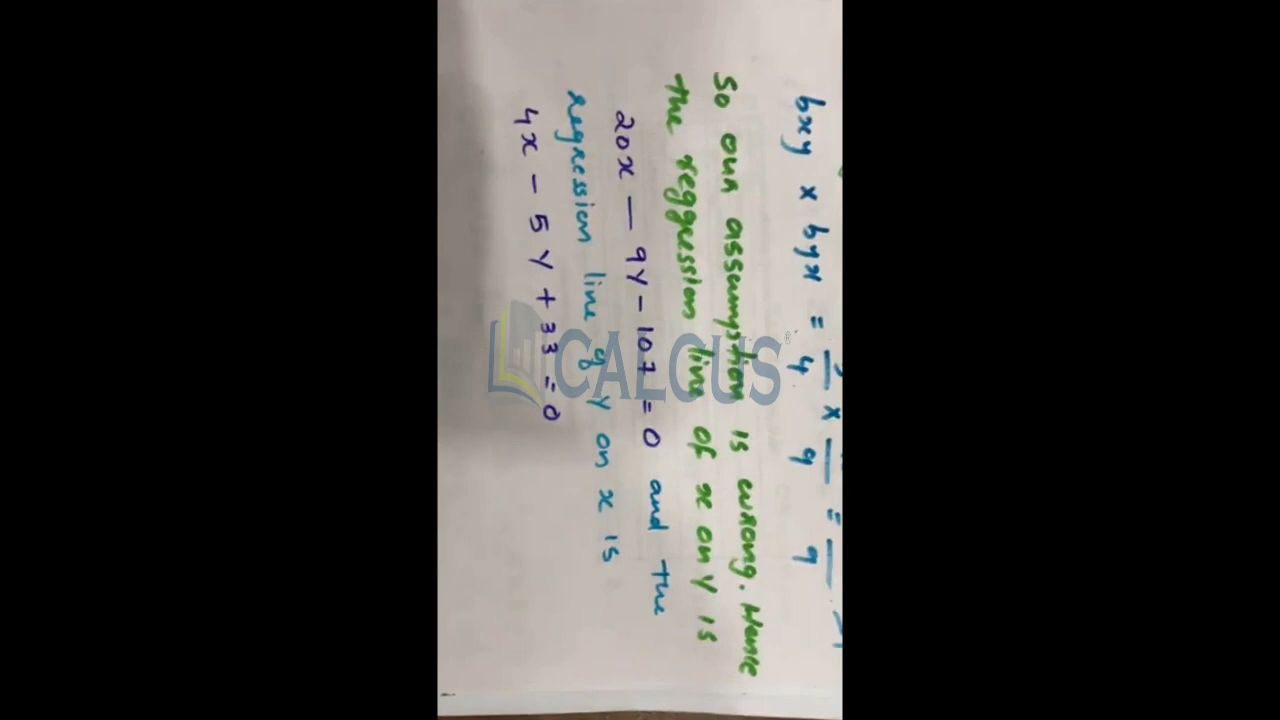 bxy x byx = 4 x 9 = 9
So our assumption is wrong. Hence
the reggession line of x on y is
20x - 9y - 107 = 0 and the
regression line of y on x is
4x - 5y + 33 = 0
CALCUS®